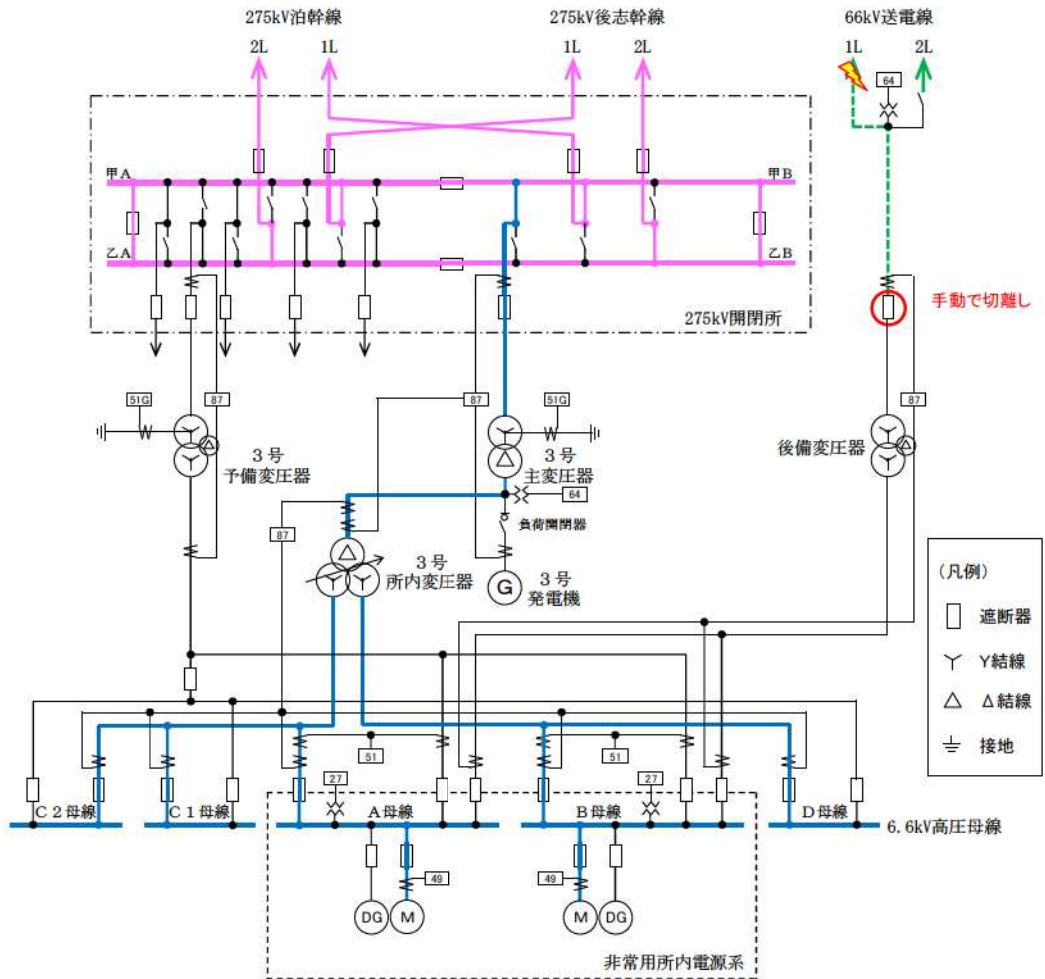 275kV泊幹線 275kV後志幹線 66kV送電線
2L 1L 1L 2L 1L 2L
64
甲A 甲B
乙A 乙B
手動で切離し
275kV開閉所
51G 87 87 51G 87
3号
予備変圧器
3号
主変圧器
後備変圧器
64
負荷開閉器
87
3号
所内変圧器
G
3号
発電機
(凡例)
遮断器
Y結線
Δ結線
接地
51 51
27 27
C2母線 C1母線 A母線 B母線 D母線
6.6kV高圧母線
49 49
DG M M DG
非常用所内電源系